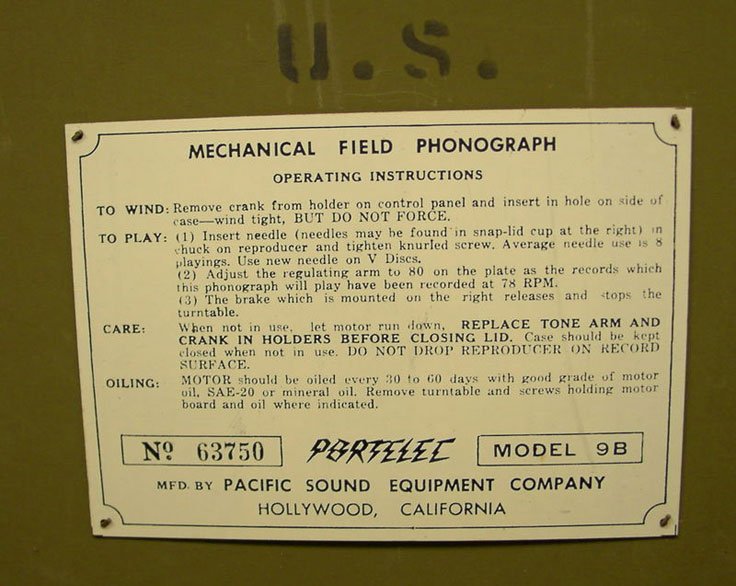 U.S.
MECHANICAL FIELD PHONOGRAPH
OPERATING INSTRUCTIONS
TO WIND: Remove crank from holder on control panel and insert in hole on side of
case—wind tight, BUT DO NOT FORCE.
TO PLAY: (1) Insert needle (needles may be found in snap-lid cup at the right) in
chuck on reproducer and tighten knurled screw. Average needle use is 8
playings. Use new needle on V Discs.
(2) Adjust the regulating arm to 80 on the plate as the records which
this phonograph will play have been recorded at 78 RPM.
(3) The brake which is mounted on the right releases and stops the
turntable.
CARE: When not in use, let motor run down, REPLACE TONE ARM AND
CRANK IN HOLDERS BEFORE CLOSING LID. Case should be kept
closed when not in use. DO NOT DROP REPRODUCER ON RECORD
SURFACE.
OILING: MOTOR should be oiled every 30 to 60 days with good grade of motor
oil, SAE-20 or mineral oil. Remove turntable and screws holding motor
board and oil where indicated.
Nº 63750 PORTELEC MODEL 9B
MFD. BY PACIFIC SOUND EQUIPMENT COMPANY
HOLLYWOOD, CALIFORNIA